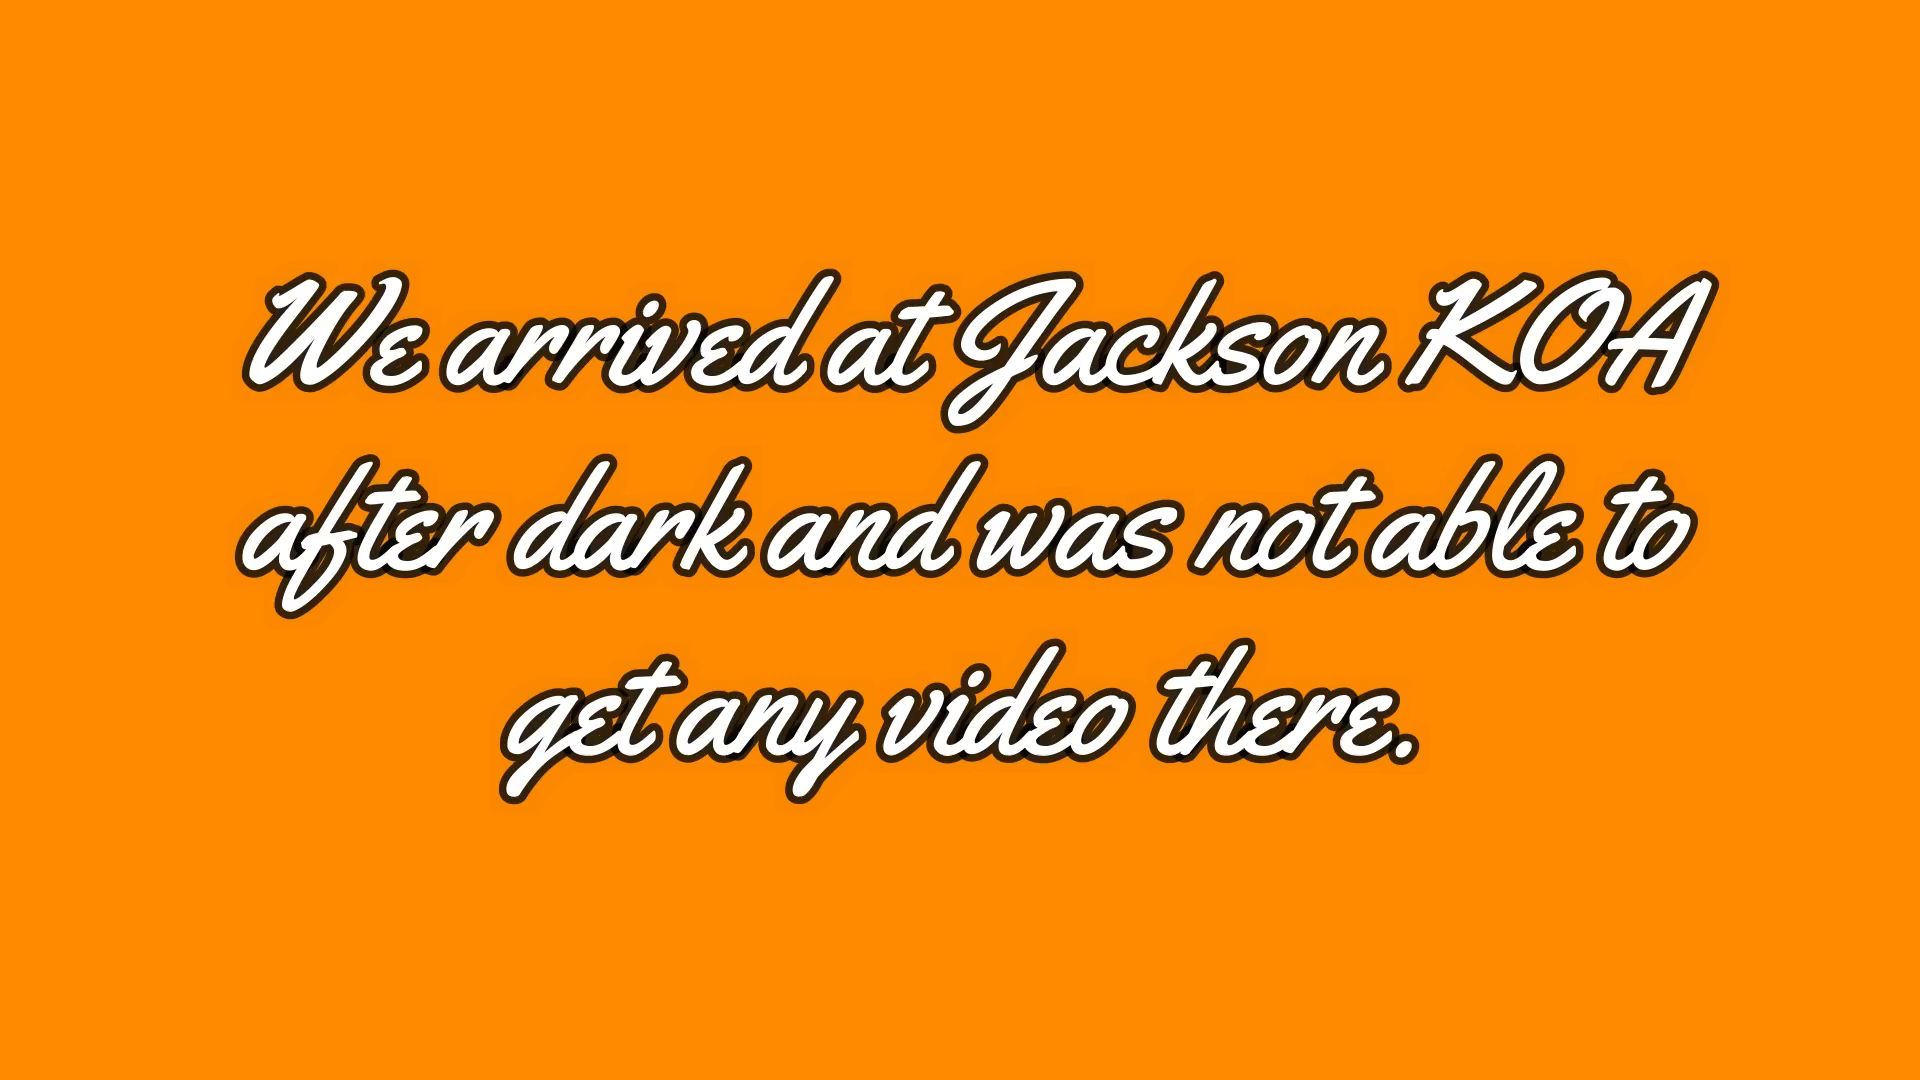 We arrived at Jackson KOA
after dark and was not able to
get any video there.